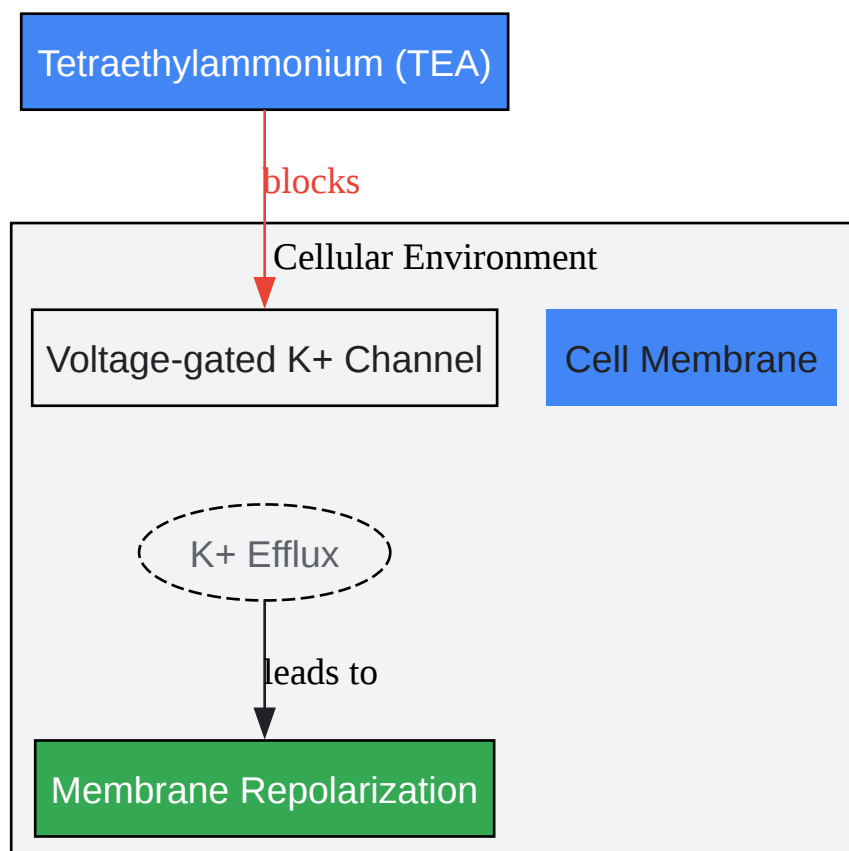 Tetraethylammonium (TEA)
blocks
Cellular Environment
Voltage-gated K+ Channel
Cell Membrane
K+ Efflux
leads to
Membrane Repolarization